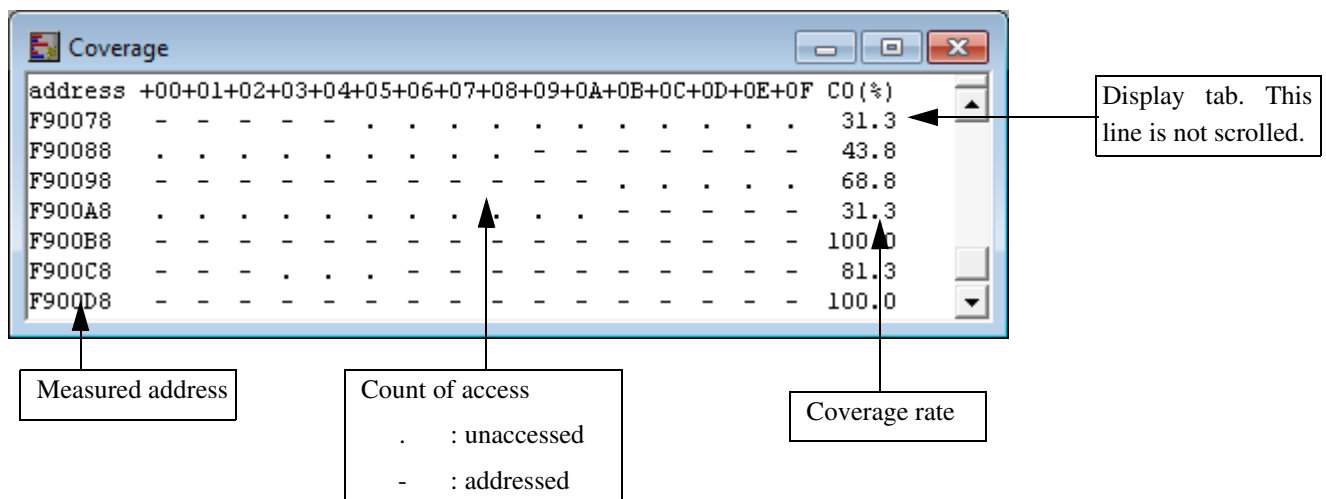 Coverage
address +00+01+02+03+04+05+06+07+08+09+0A+0B+0C+0D+0E+0F C0(%)
F90078 - - - - - . . . . . . . . . . . 31.3
F90088 . . . . . . . . . - - - - - - - 43.8
F90098 - - - - - - - - - - - . . . . . 68.8
F900A8 . . . . . . . . . . . - - - - - 31.3
F900B8 - - - - - - - - - - - - - - - - 100.0
F900C8 - - - . . . - - - - - - - - - - 81.3
F900D8 - - - - - - - - - - - - - - - - 100.0
Display tab. This
line is not scrolled.
Measured address
Count of access
. : unaccessed
- : addressed
Coverage rate